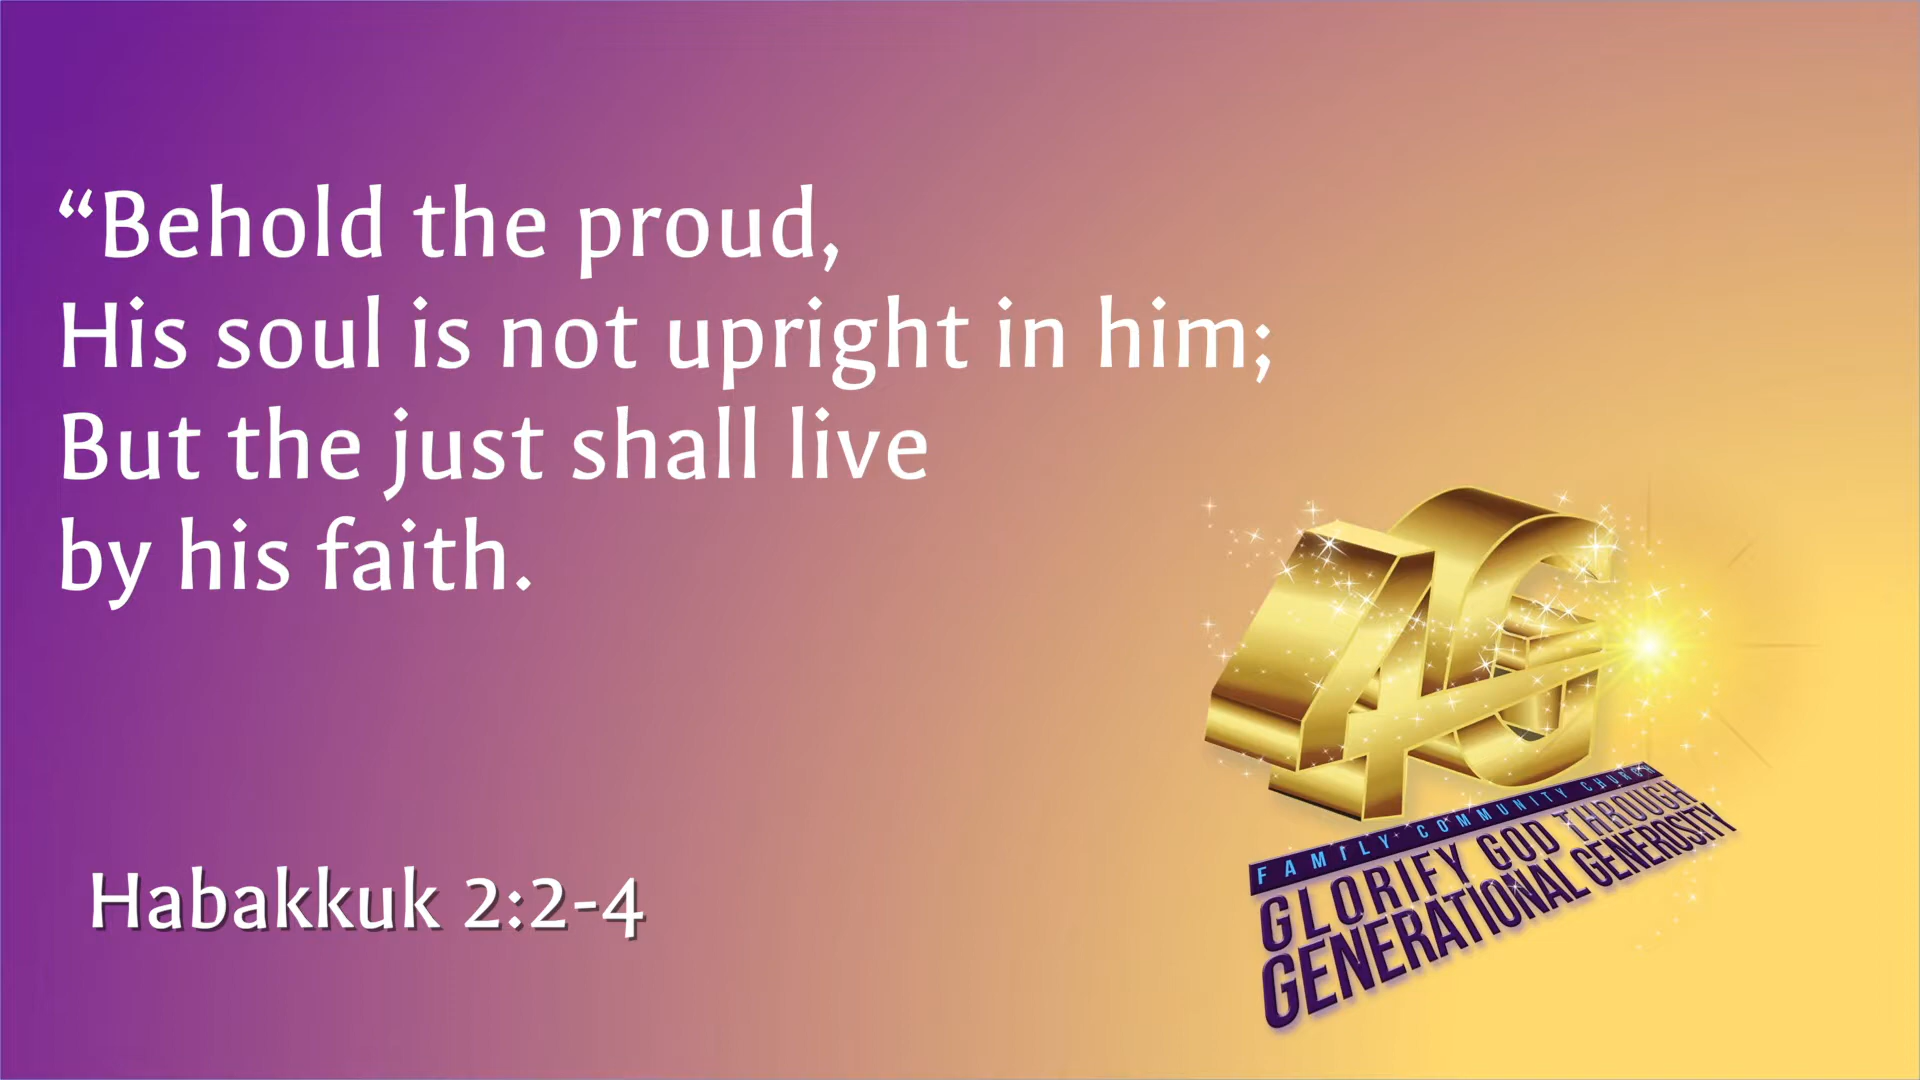 “Behold the proud,
His soul is not upright in him;
But the just shall live
by his faith.
4G
FAMILY COMMUNITY CHURCH
GLORIFY GOD THROUGH
GENERATIONAL GENEROSITY
Habakkuk 2:2-4